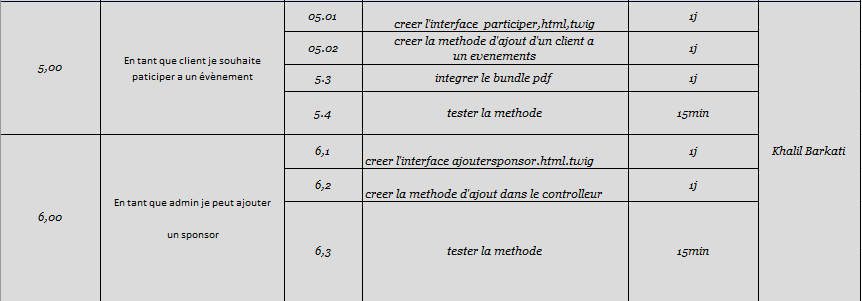 05.01 creer l'interface participer,html,twig 1j
05.02 creer la methode d'ajout d'un client a 1j
un evenements
5,00 En tant que client je souhaite
paticiper a un évènement
5.3 integrer le bundle pdf 1j
5.4 tester la methode 15min
6,1 creer l'interface ajoutersponsor.html.twig 1j
Khalil Barkati
6,2 creer la methode d'ajout dans le controlleur 1j
6,00 En tant que admin je peut ajouter
un sponsor
6,3 tester la methode 15min